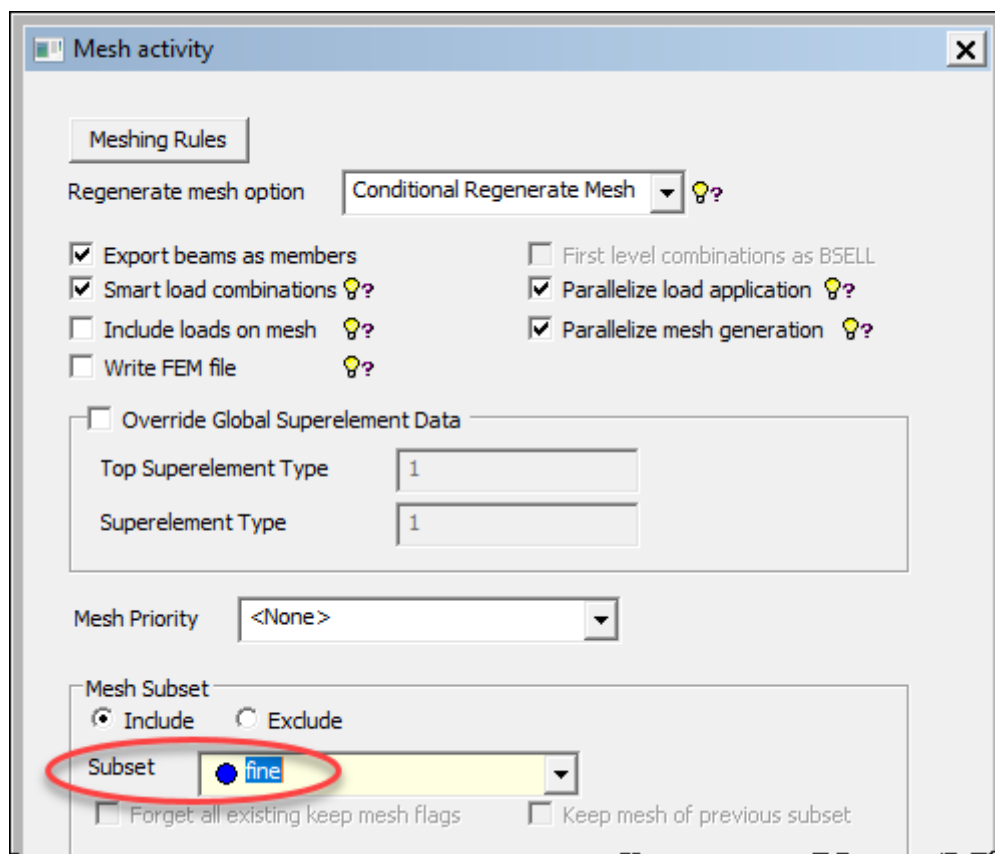 Mesh activity
Meshing Rules
Regenerate mesh option Conditional Regenerate Mesh ?
Export beams as members First level combinations as BSELL
Smart load combinations ? Parallelize load application ?
Include loads on mesh ? Parallelize mesh generation ?
Write FEM file ?
Override Global Superelement Data
Top Superelement Type 1
Superelement Type 1
Mesh Priority <None>
Mesh Subset
Include Exclude
Subset fine
Forget all existing keep mesh flags Keep mesh of previous subset